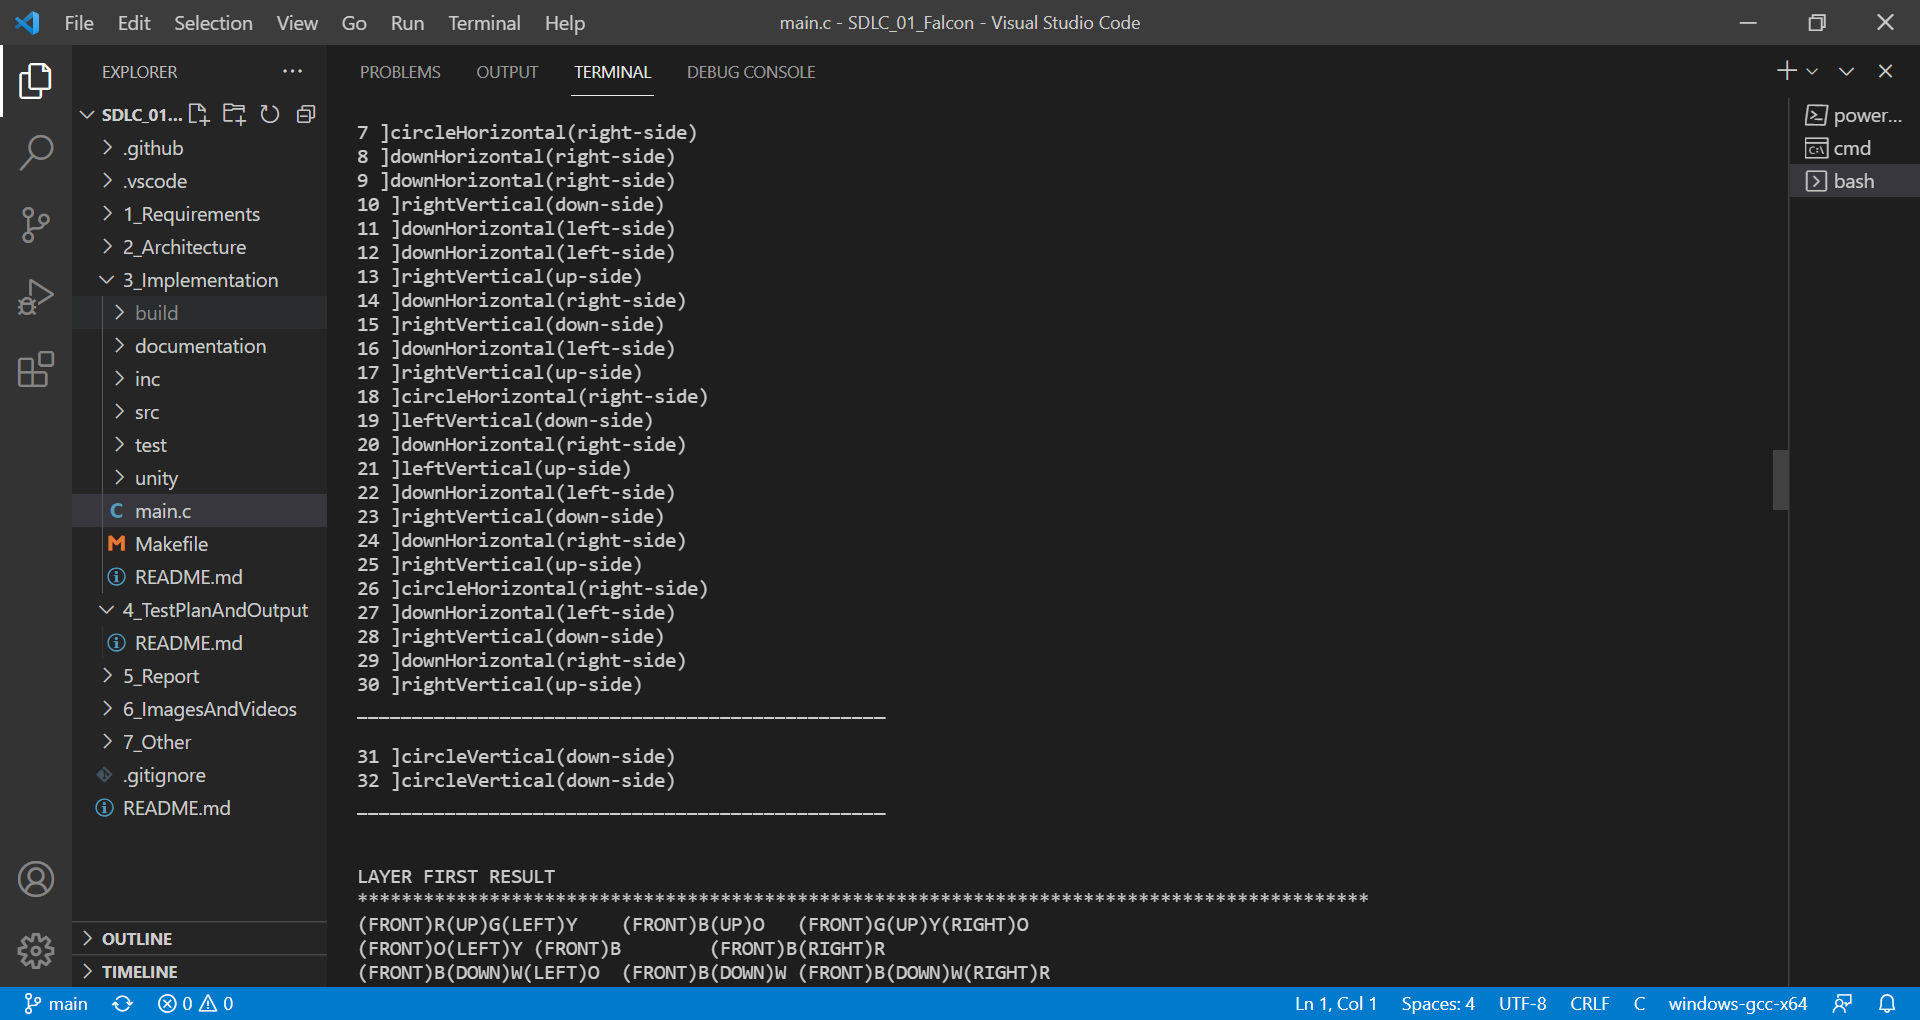 File Edit Selection View Go Run Terminal Help
main.c - SDLC_01_Falcon - Visual Studio Code
EXPLORER
SDLC_01...
.github
.vscode
1_Requirements
2_Architecture
3_Implementation
build
documentation
inc
src
test
unity
C main.c
M Makefile
README.md
4_TestPlanAndOutput
README.md
5_Report
6_ImagesAndVideos
7_Other
.gitignore
README.md
OUTLINE
TIMELINE
PROBLEMS OUTPUT TERMINAL DEBUG CONSOLE
7 ]circleHorizontal(right-side)
8 ]downHorizontal(right-side)
9 ]downHorizontal(right-side)
10 ]rightVertical(down-side)
11 ]downHorizontal(left-side)
12 ]downHorizontal(left-side)
13 ]rightVertical(up-side)
14 ]downHorizontal(right-side)
15 ]rightVertical(down-side)
16 ]downHorizontal(left-side)
17 ]rightVertical(up-side)
18 ]circleHorizontal(right-side)
19 ]leftVertical(down-side)
20 ]downHorizontal(right-side)
21 ]leftVertical(up-side)
22 ]downHorizontal(left-side)
23 ]rightVertical(down-side)
24 ]downHorizontal(right-side)
25 ]rightVertical(up-side)
26 ]circleHorizontal(right-side)
27 ]downHorizontal(left-side)
28 ]rightVertical(down-side)
29 ]downHorizontal(right-side)
30 ]rightVertical(up-side)
________________________________________________
31 ]circleVertical(down-side)
32 ]circleVertical(down-side)
________________________________________________
LAYER FIRST RESULT
********************************************************************************************
(FRONT)R(UP)G(LEFT)Y    (FRONT)B(UP)O   (FRONT)G(UP)Y(RIGHT)O
(FRONT)O(LEFT)Y (FRONT)B        (FRONT)B(RIGHT)R
(FRONT)B(DOWN)W(LEFT)O  (FRONT)B(DOWN)W (FRONT)B(DOWN)W(RIGHT)R
power...
cmd
bash
main 0 0
Ln 1, Col 1 Spaces: 4 UTF-8 CRLF C windows-gcc-x64